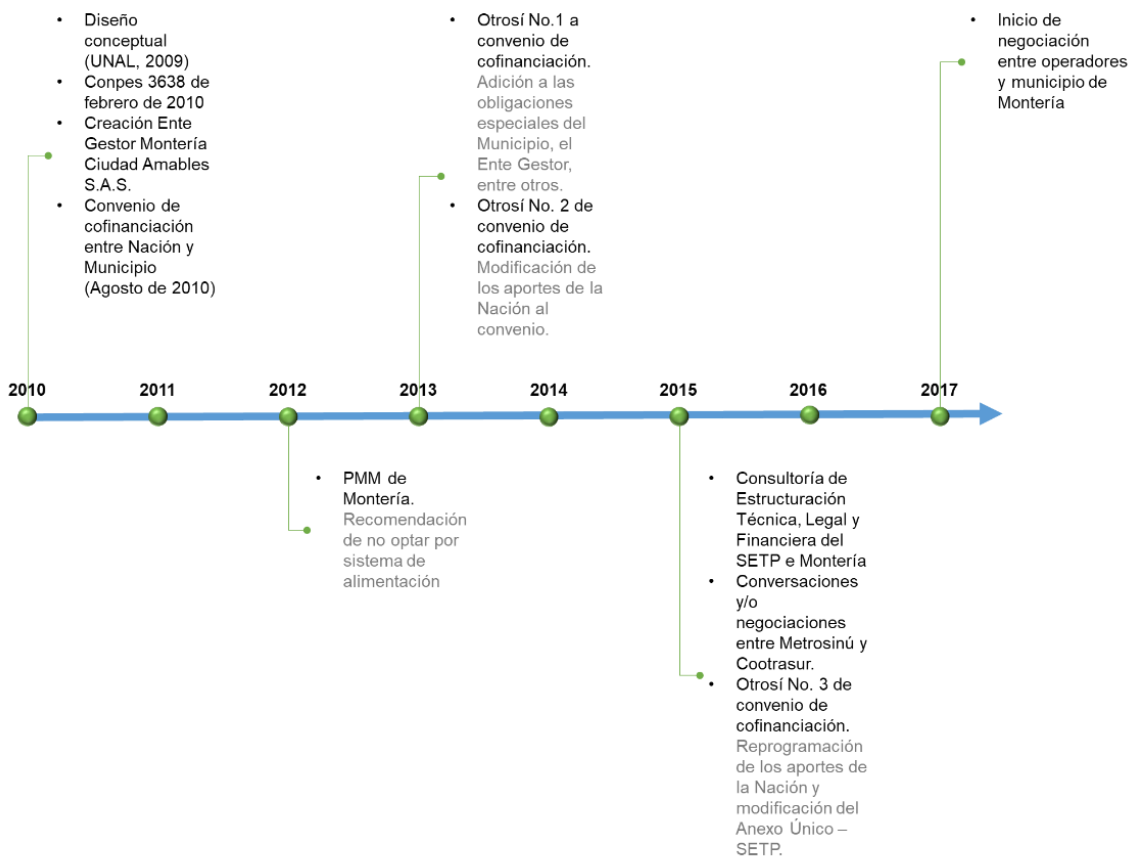 • Diseño
conceptual
(UNAL, 2009)
• Conpes 3638 de
febrero de 2010
• Creación Ente
Gestor Montería
Ciudad Amables
S.A.S.
• Convenio de
cofinanciación
entre Nación y
Municipio
(Agosto de 2010)
• Otrosí No.1 a
convenio de
cofinanciación.
Adición a las
obligaciones
especiales del
Municipio, el
Ente Gestor,
entre otros.
• Otrosí No. 2 de
convenio de
cofinanciación.
Modificación de
los aportes de la
Nación al
convenio.
• Inicio de
negociación
entre operadores
y municipio de
Montería
2010 2011 2012 2013 2014 2015 2016 2017
• PMM de
Montería.
Recomendación
de no optar por
sistema de
alimentación
• Consultoría de
Estructuración
Técnica, Legal y
Financiera del
SETP e Montería
• Conversaciones
y/o
negociaciones
entre Metrosinú y
Cootrasur.
• Otrosí No. 3 de
convenio de
cofinanciación.
Reprogramación
de los aportes de
la Nación y
modificación del
Anexo Único –
SETP.